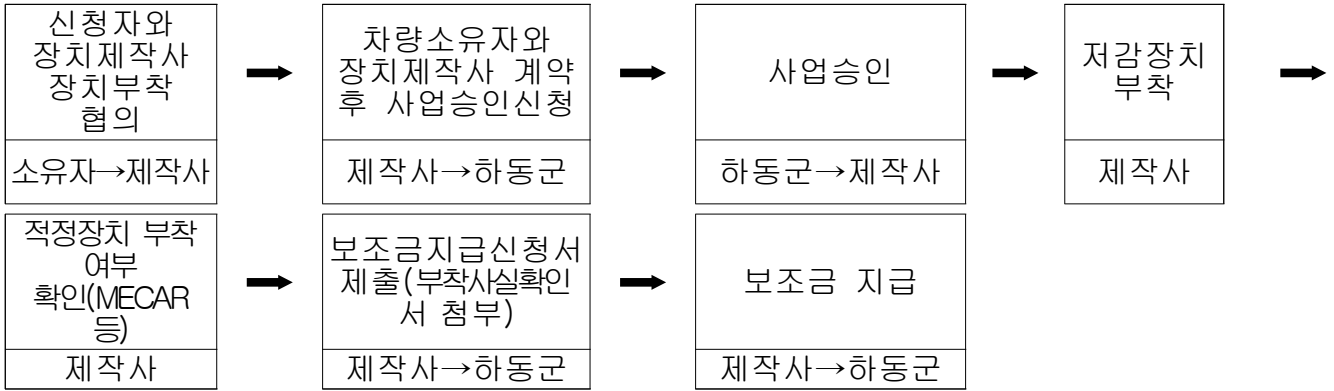 신청자와
장치제작사
장치부착
협의
소유자→제작사
차량소유자와
장치제작사 계약
후 사업승인신청
제작사→하동군
사업승인
하동군→제작사
저감장치
부착
제작사
적정장치 부착
여부
확인(MECAR
등)
제작사
보조금지급신청서
제출(부착사실확인
서 첨부)
제작사→하동군
보조금 지급
제작사→하동군